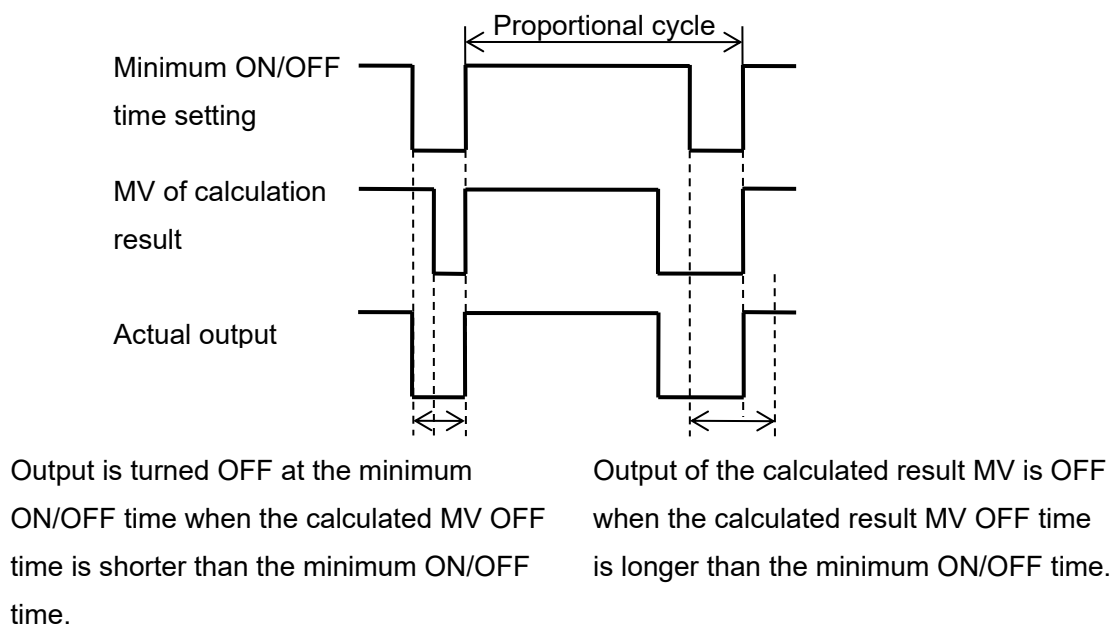 Proportional cycle
Minimum ON/OFF
time setting
MV of calculation
result
Actual output
Output is turned OFF at the minimum
ON/OFF time when the calculated MV OFF
time is shorter than the minimum ON/OFF
time.
Output of the calculated result MV is OFF
when the calculated result MV OFF time
is longer than the minimum ON/OFF time.